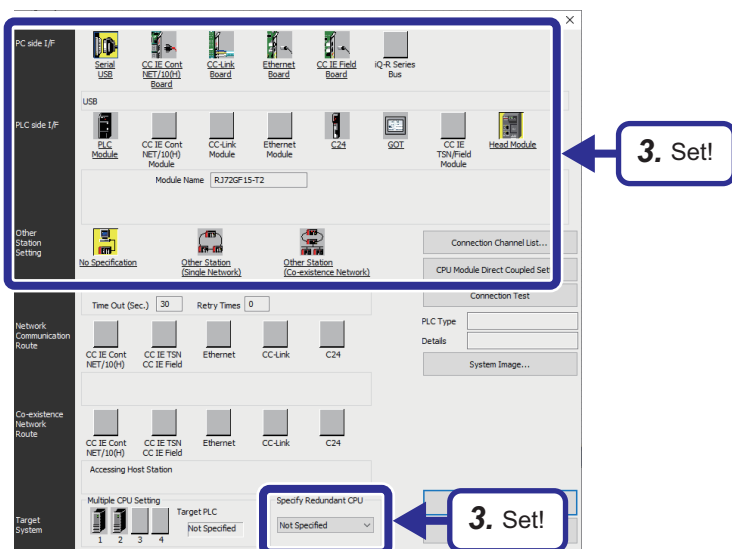 PC side I/F
Serial
USB
CC IE Cont
NET/10(H)
Board
CC-Link
Board
Ethernet
Board
CC IE Field
Board
iQ-R Series
Bus
USB
PLC side I/F
PLC
Module
CC IE Cont
NET/10(H)
Module
CC-Link
Module
Ethernet
Module
C24
GOT
CC IE
TSN/Field
Module
Head Module
Module Name RJ72GF15-T2
3. Set!
Other
Station
Setting
No Specification
Other Station
(Single Network)
Other Station
(Co-existence Network)
Connection Channel List...
CPU Module Direct Coupled Set
Time Out (Sec.) 30 Retry Times 0
Connection Test
PLC Type
Details
System Image...
Network
Communication
Route
CC IE Cont
NET/10(H)
CC IE TSN
CC IE Field
Ethernet
CC-Link
C24
Co-existence
Network
Route
CC IE Cont
NET/10(H)
CC IE TSN
CC IE Field
Ethernet
CC-Link
C24
Accessing Host Station
Target
System
Multiple CPU Setting
1 2 3 4
Target PLC
Not Specified
Specify Redundant CPU
Not Specified
3. Set!